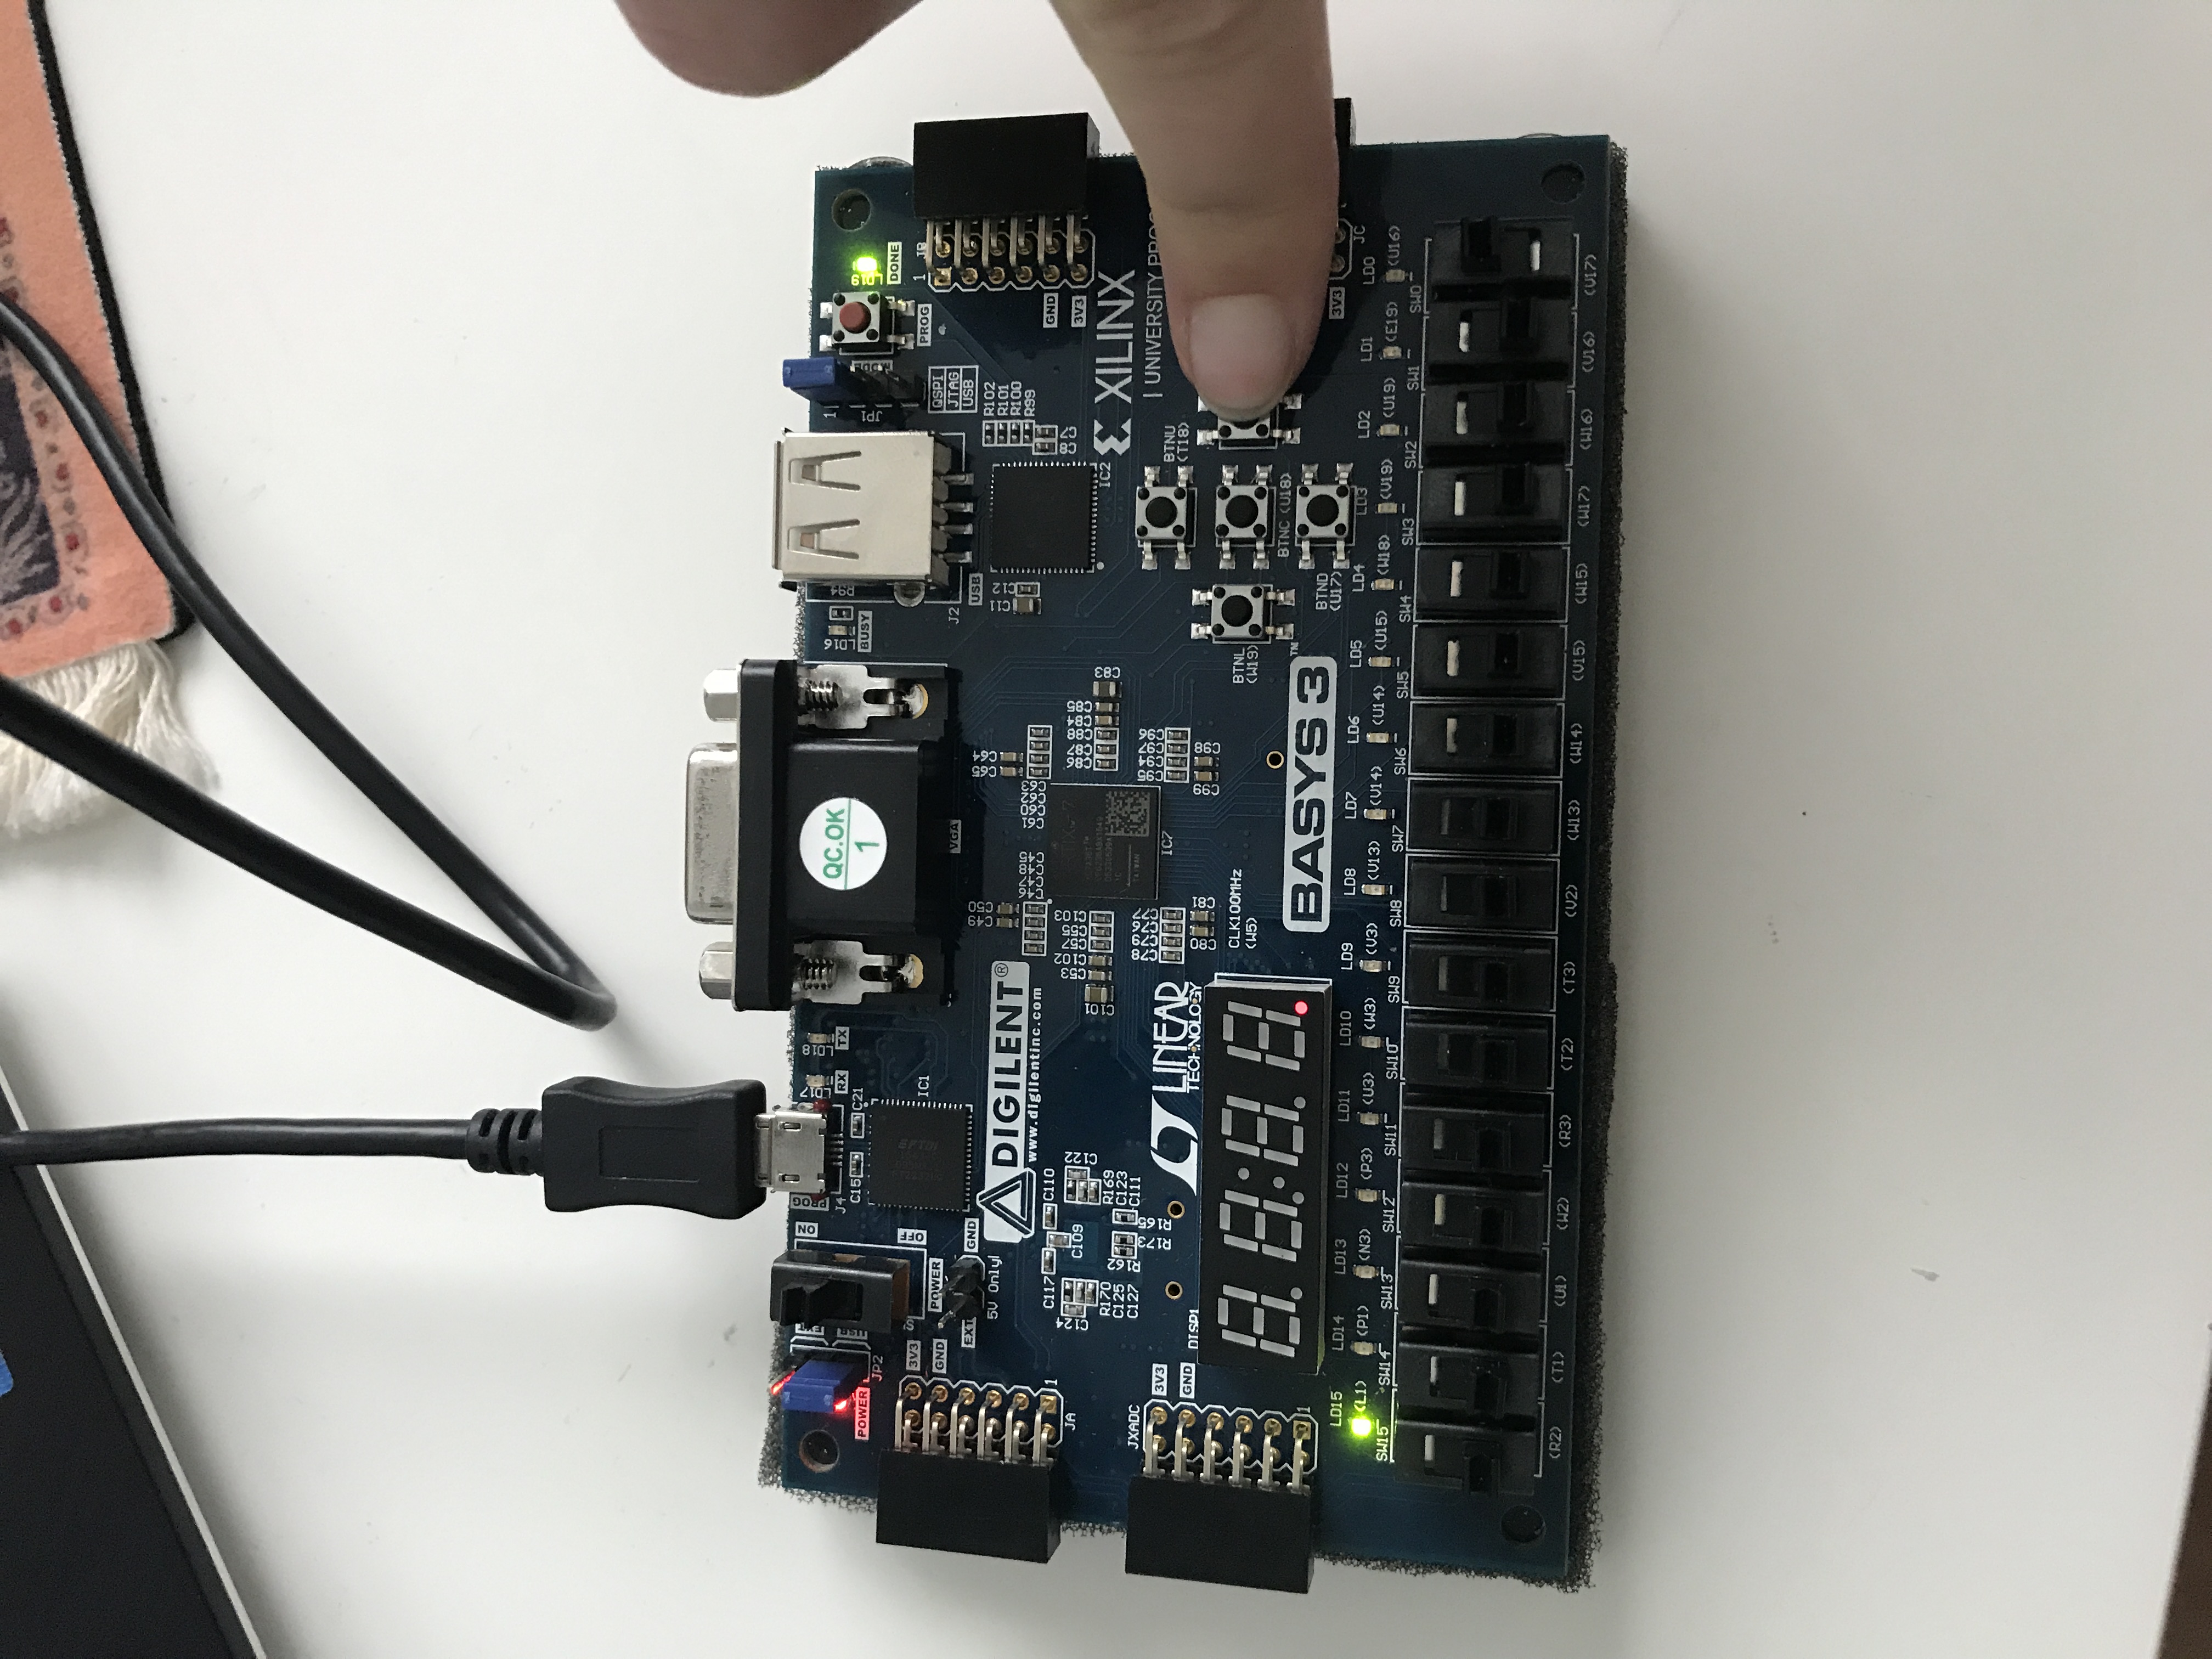 POWER
JP2
ON
OFF
POWER
EXT
GND
5V Only!
PROG
J4
LD17
RX
LD18
TX
C15
C21
IC1
3V3
GND
1
JA
QC.OK
1
VGA
LD16
BUSY
R94
J2
USB
JP1
1
QSPI
JTAG
USB
PROG
LD19
DONE
1
JB
GND
3V3
DIGILENT®
www.digilentinc.com
C49
C50
C65
C64
C46
C47
C48
C45
C61
C60
C62
C63
C11
C12
R102
R101
R100
R99
C8
C7
IC2
C117
C110
C109
C124
C122
R170
C125
C127
R162
R173
R165
R169
C123
C111
C101
C53
C102
C57
C55
C103
C86
C87
C88
C84
C85
C83
TAIWAN
IC7
C78
C79
C76
C77
C80
C81
C95
C94
C97
C96
C99
C98
XILINX
UNIVERSITY
JXADC
3V3
GND
1
LINEAR
TECHNOLOGY
DISP1
CLK100MHz
(W5)
BASYS 3™
BTNU
(T18)
BTNL
(W19)
BTNC (U18)
BTND
(U17)
3V3
JC
LD15 LD14 LD13 LD12 LD11 LD10 LD9 LD8 LD7 LD6 LD5 LD4 LD3 LD2 LD1 LD0
(L1) (P1) (N3) (P3) (U3) (W3) (V3) (V13) (V14) (U14) (U15) (W18) (V19) (U19) (E19) (U16)
SW15 SW14 SW13 SW12 SW11 SW10 SW9 SW8 SW7 SW6 SW5 SW4 SW3 SW2 SW1 SW0
(R2) (T1) (U1) (W2) (R3) (T2) (T3) (V2) (W13) (W14) (V15) (W15) (W17) (W16) (V16) (V17)